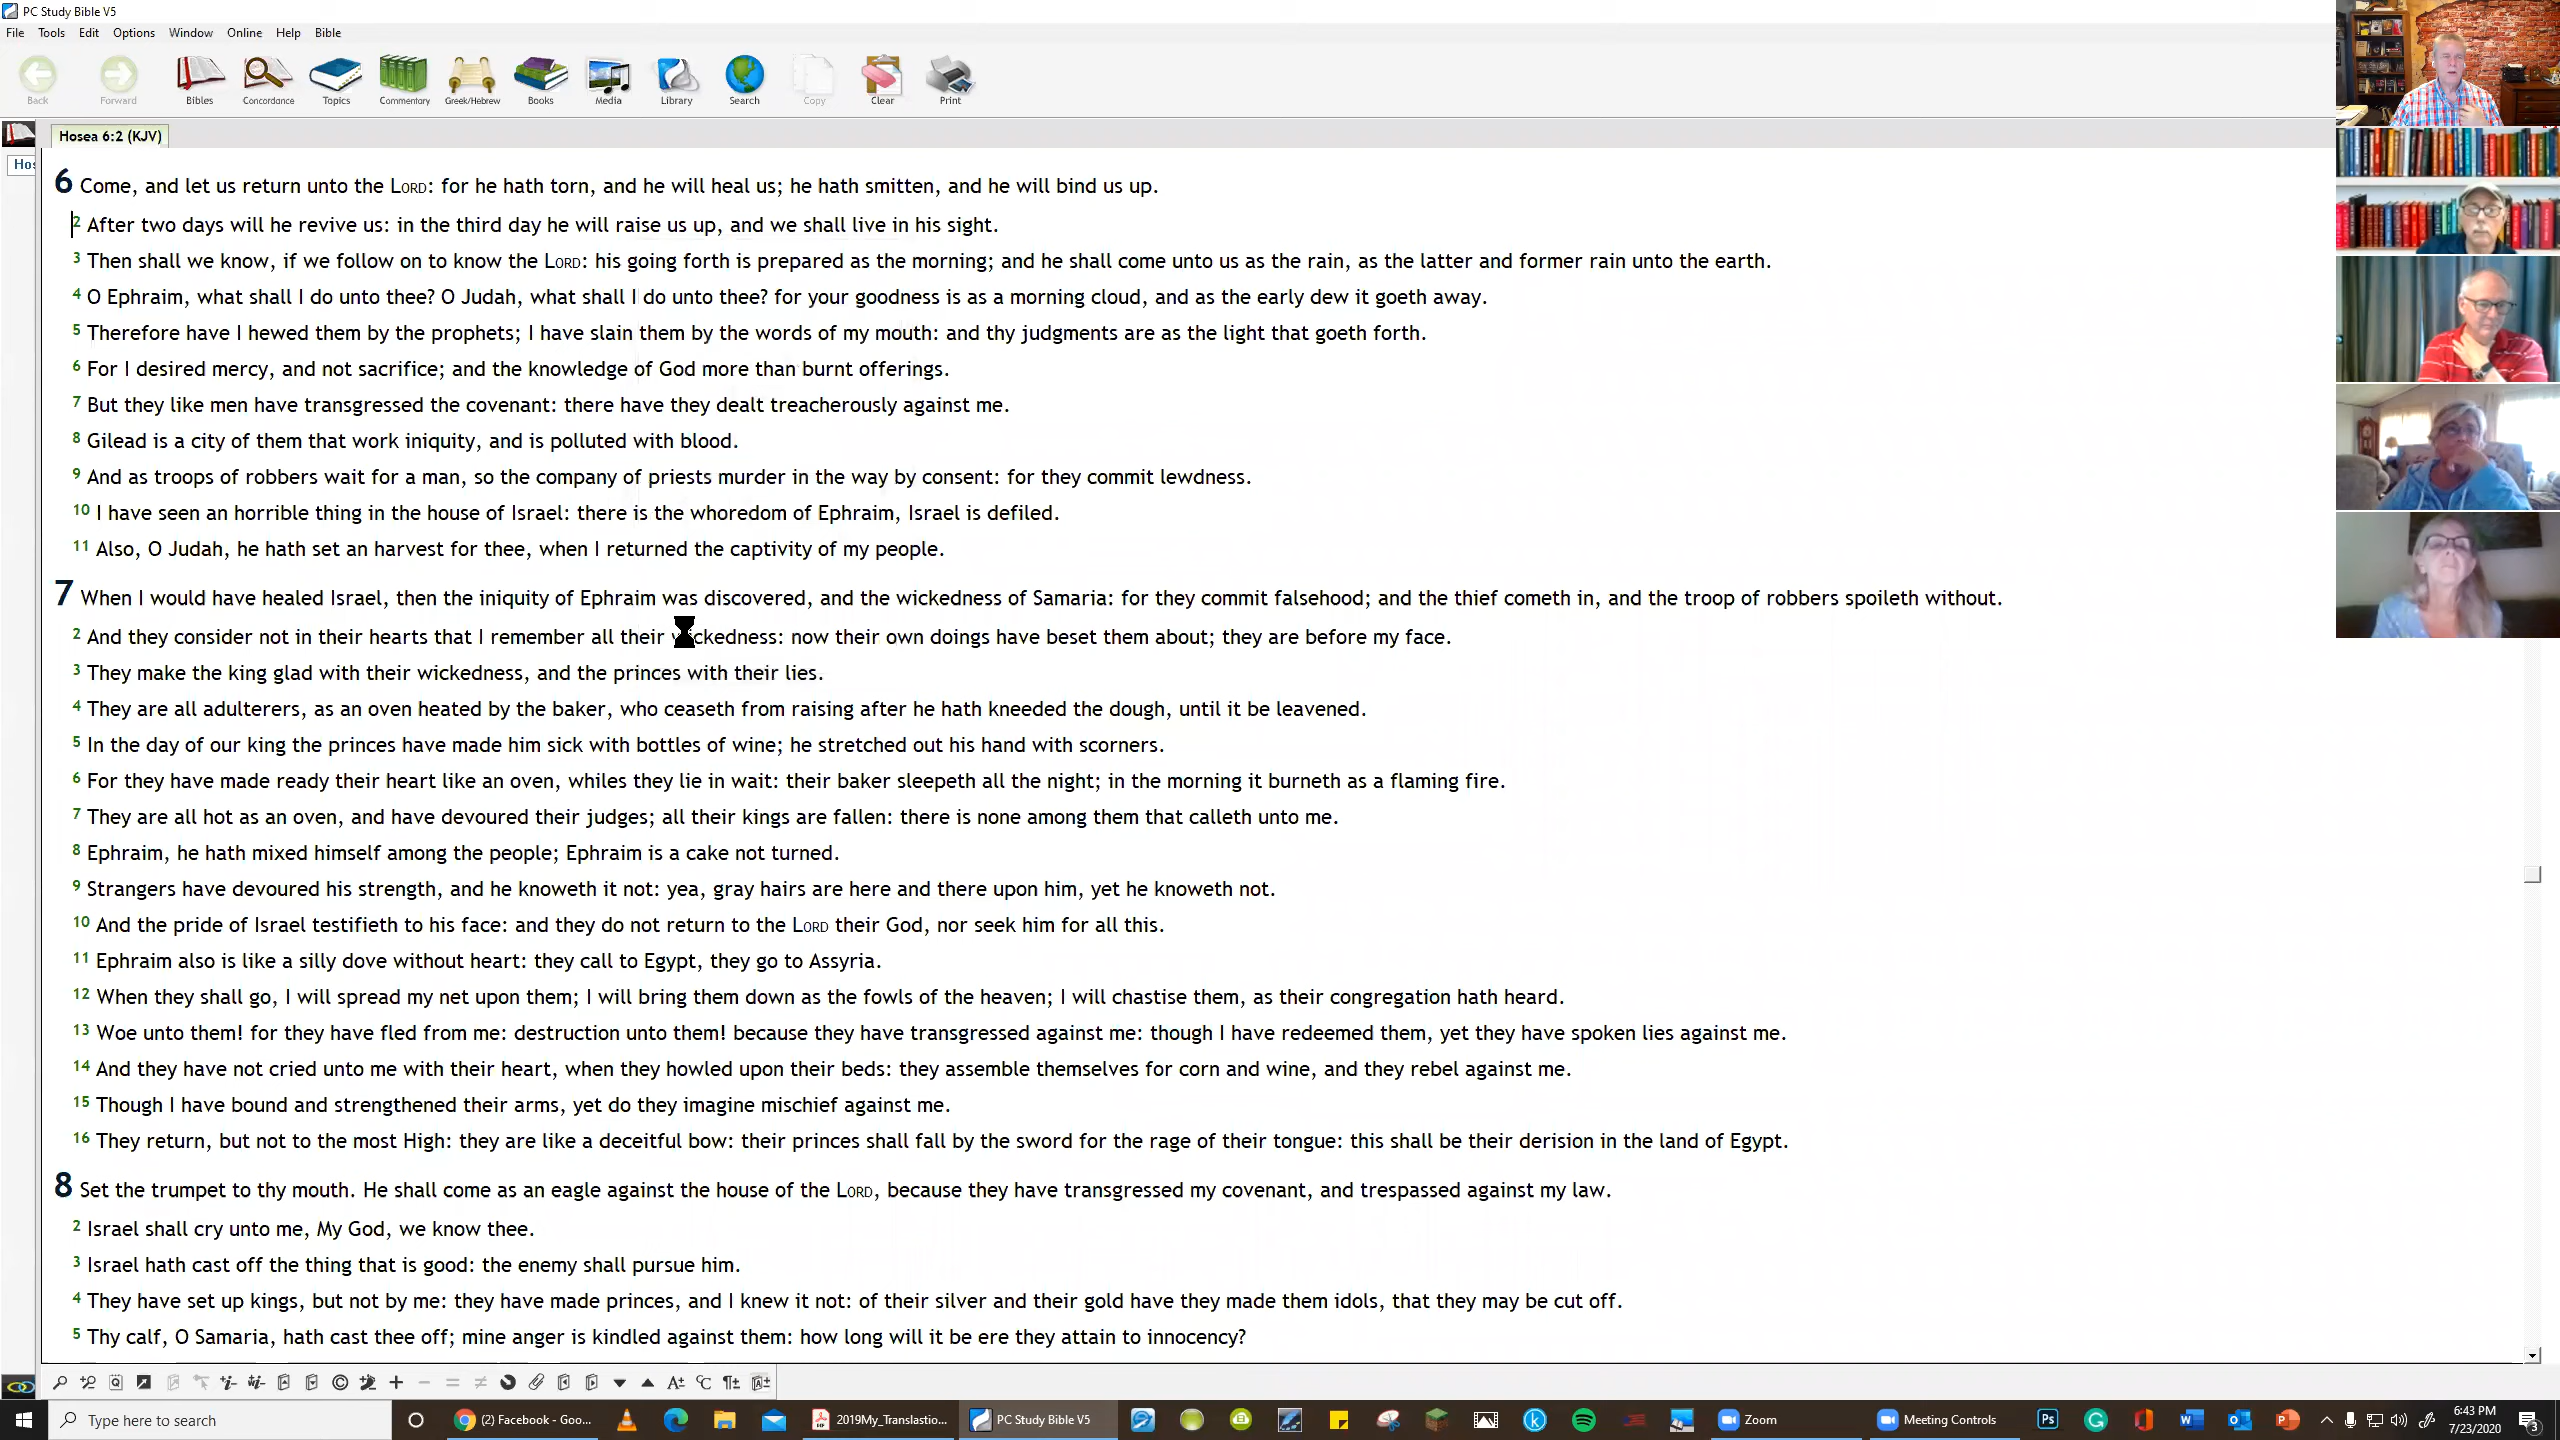 PC Study Bible V5
File Tools Edit Options Window Online Help Bible
Back Forward Bibles Concordance Topics Commentary Greek/Hebrew Books Media Library Search Copy Clear Print
Hosea 6:2 (KJV)
Hos
6 Come, and let us return unto the LORD: for he hath torn, and he will heal us; he hath smitten, and he will bind us up.
2 After two days will he revive us: in the third day he will raise us up, and we shall live in his sight.
3 Then shall we know, if we follow on to know the LORD: his going forth is prepared as the morning; and he shall come unto us as the rain, as the latter and former rain unto the earth.
4 O Ephraim, what shall I do unto thee? O Judah, what shall I do unto thee? for your goodness is as a morning cloud, and as the early dew it goeth away.
5 Therefore have I hewed them by the prophets; I have slain them by the words of my mouth: and thy judgments are as the light that goeth forth.
6 For I desired mercy, and not sacrifice; and the knowledge of God more than burnt offerings.
7 But they like men have transgressed the covenant: there have they dealt treacherously against me.
8 Gilead is a city of them that work iniquity, and is polluted with blood.
9 And as troops of robbers wait for a man, so the company of priests murder in the way by consent: for they commit lewdness.
10 I have seen an horrible thing in the house of Israel: there is the whoredom of Ephraim, Israel is defiled.
11 Also, O Judah, he hath set an harvest for thee, when I returned the captivity of my people.
7 When I would have healed Israel, then the iniquity of Ephraim was discovered, and the wickedness of Samaria: for they commit falsehood; and the thief cometh in, and the troop of robbers spoileth without.
2 And they consider not in their hearts that I remember all their wickedness: now their own doings have beset them about; they are before my face.
3 They make the king glad with their wickedness, and the princes with their lies.
4 They are all adulterers, as an oven heated by the baker, who ceaseth from raising after he hath kneeded the dough, until it be leavened.
5 In the day of our king the princes have made him sick with bottles of wine; he stretched out his hand with scorners.
6 For they have made ready their heart like an oven, whiles they lie in wait: their baker sleepeth all the night; in the morning it burneth as a flaming fire.
7 They are all hot as an oven, and have devoured their judges; all their kings are fallen: there is none among them that calleth unto me.
8 Ephraim, he hath mixed himself among the people; Ephraim is a cake not turned.
9 Strangers have devoured his strength, and he knoweth it not: yea, gray hairs are here and there upon him, yet he knoweth not.
10 And the pride of Israel testifieth to his face: and they do not return to the LORD their God, nor seek him for all this.
11 Ephraim also is like a silly dove without heart: they call to Egypt, they go to Assyria.
12 When they shall go, I will spread my net upon them; I will bring them down as the fowls of the heaven; I will chastise them, as their congregation hath heard.
13 Woe unto them! for they have fled from me: destruction unto them! because they have transgressed against me: though I have redeemed them, yet they have spoken lies against me.
14 And they have not cried unto me with their heart, when they howled upon their beds: they assemble themselves for corn and wine, and they rebel against me.
15 Though I have bound and strengthened their arms, yet do they imagine mischief against me.
16 They return, but not to the most High: they are like a deceitful bow: their princes shall fall by the sword for the rage of their tongue: this shall be their derision in the land of Egypt.
8 Set the trumpet to thy mouth. He shall come as an eagle against the house of the LORD, because they have transgressed my covenant, and trespassed against my law.
2 Israel shall cry unto me, My God, we know thee.
3 Israel hath cast off the thing that is good: the enemy shall pursue him.
4 They have set up kings, but not by me: they have made princes, and I knew it not: of their silver and their gold have they made them idols, that they may be cut off.
5 Thy calf, O Samaria, hath cast thee off; mine anger is kindled against them: how long will it be ere they attain to innocency?
Type here to search (2) Facebook - Goo... 2019My_Translastio... PC Study Bible V5 Zoom Meeting Controls Ps 6:43 PM
7/23/2020 3